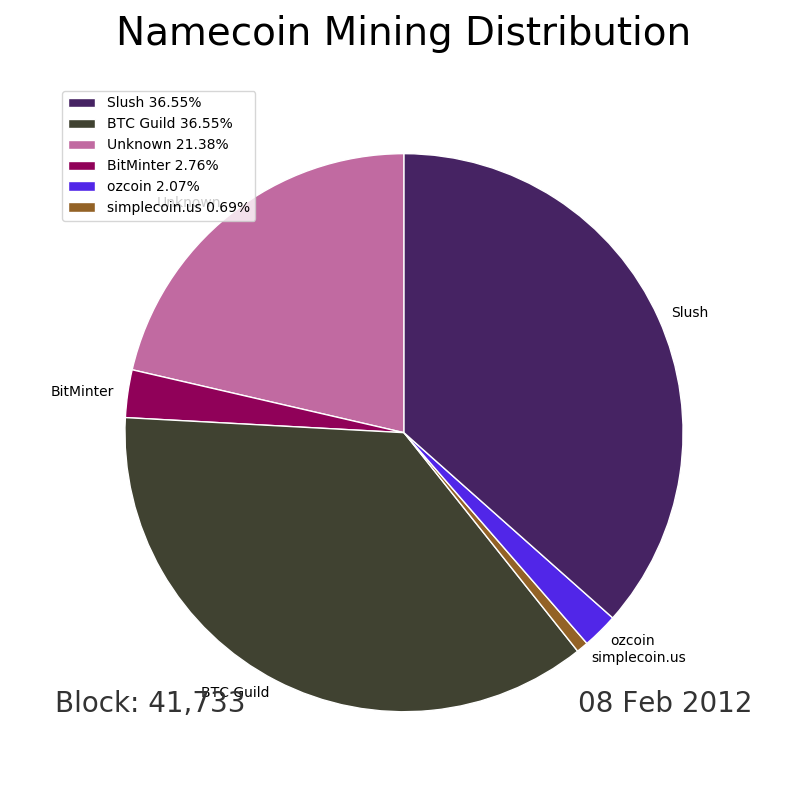 Namecoin Mining Distribution
Slush 36.55%
BTC Guild 36.55%
Unknown 21.38%
BitMinter 2.76%
ozcoin 2.07%
simplecoin.us 0.69%
Unknown
Slush
BitMinter
ozcoin
simplecoin.us
BTC Guild
Block: 41,733
08 Feb 2012